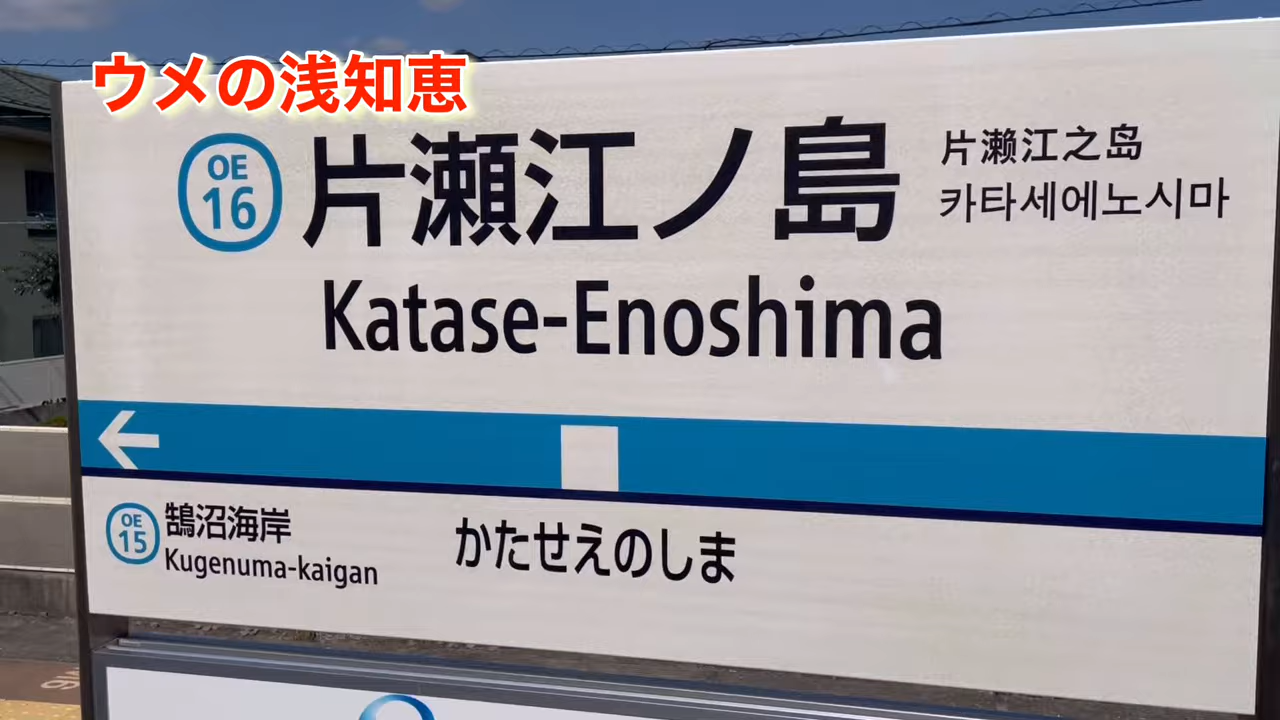 ウメの浅知恵
OE
16
片瀬江ノ島
片濑江之岛
카타세에노시마
Katase-Enoshima
OE
15
鵠沼海岸
Kugenuma-kaigan
かたせえのしま